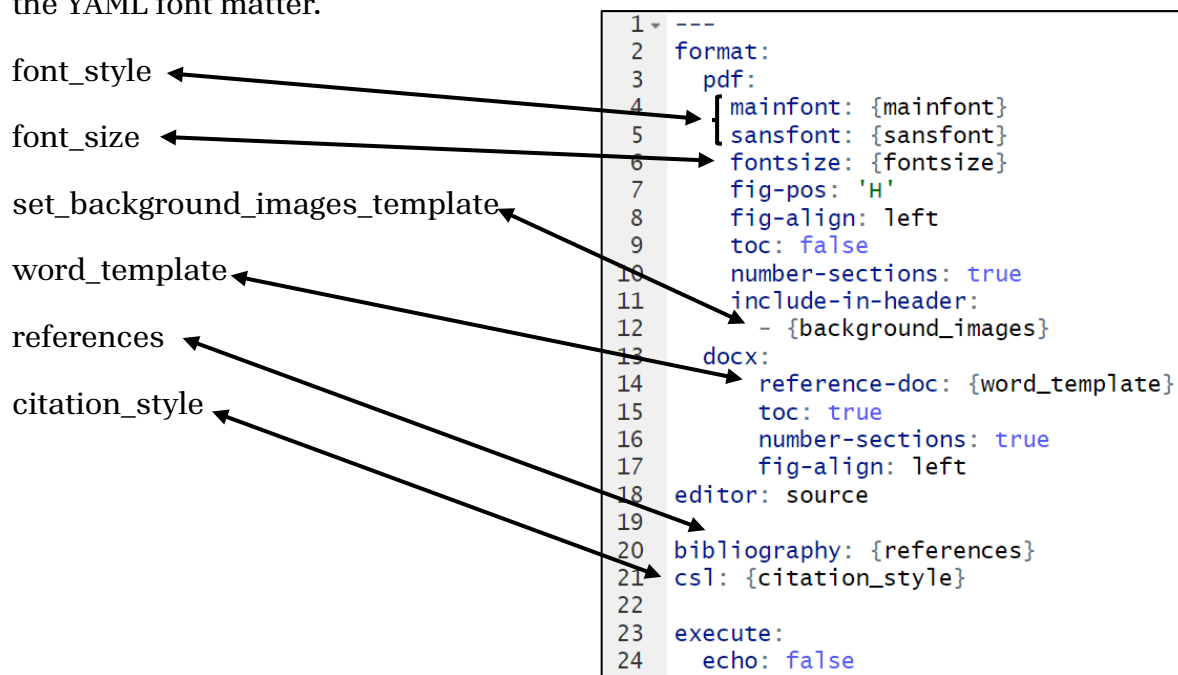 the YAML font matter.
font_style
font_size
set_background_images_template
word_template
references
citation_style
1 ---
2 format:
3   pdf:
4     mainfont: {mainfont}
5     sansfont: {sansfont}
6     fontsize: {fontsize}
7     fig-pos: 'H'
8     fig-align: left
9     toc: false
10     number-sections: true
11     include-in-header:
12       - {background_images}
13   docx:
14       reference-doc: {word_template}
15       toc: true
16       number-sections: true
17       fig-align: left
18 editor: source
19
20 bibliography: {references}
21 csl: {citation_style}
22
23 execute:
24   echo: false